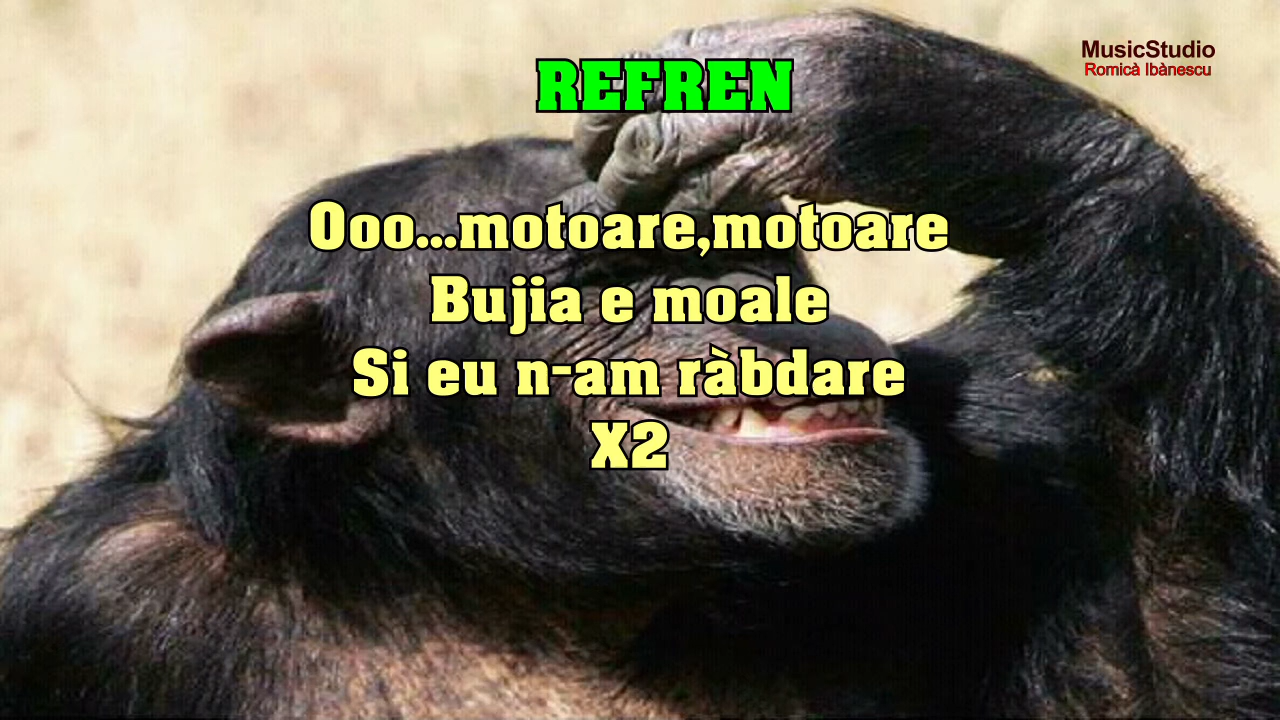 MusicStudio
Romicà Ibànescu
REFREN
Ooo...motoare,motoare
Bujia e moale
Si eu n-am ràbdare
X2